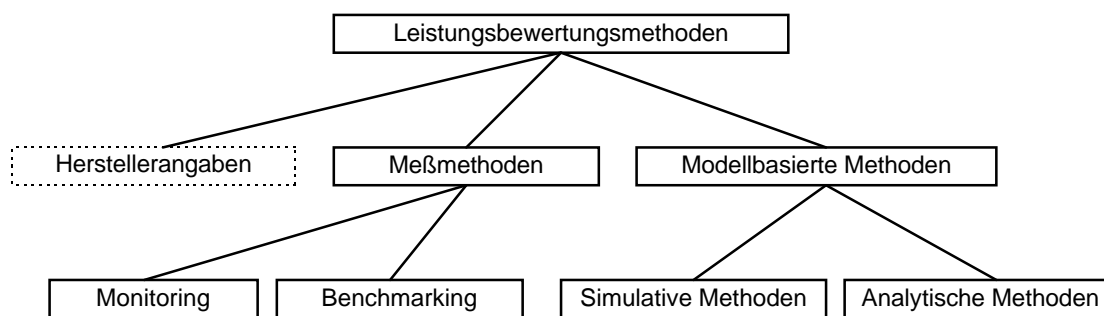 Leistungsbewertungsmethoden
Herstellerangaben
Meßmethoden
Modellbasierte Methoden
Monitoring
Benchmarking
Simulative Methoden
Analytische Methoden